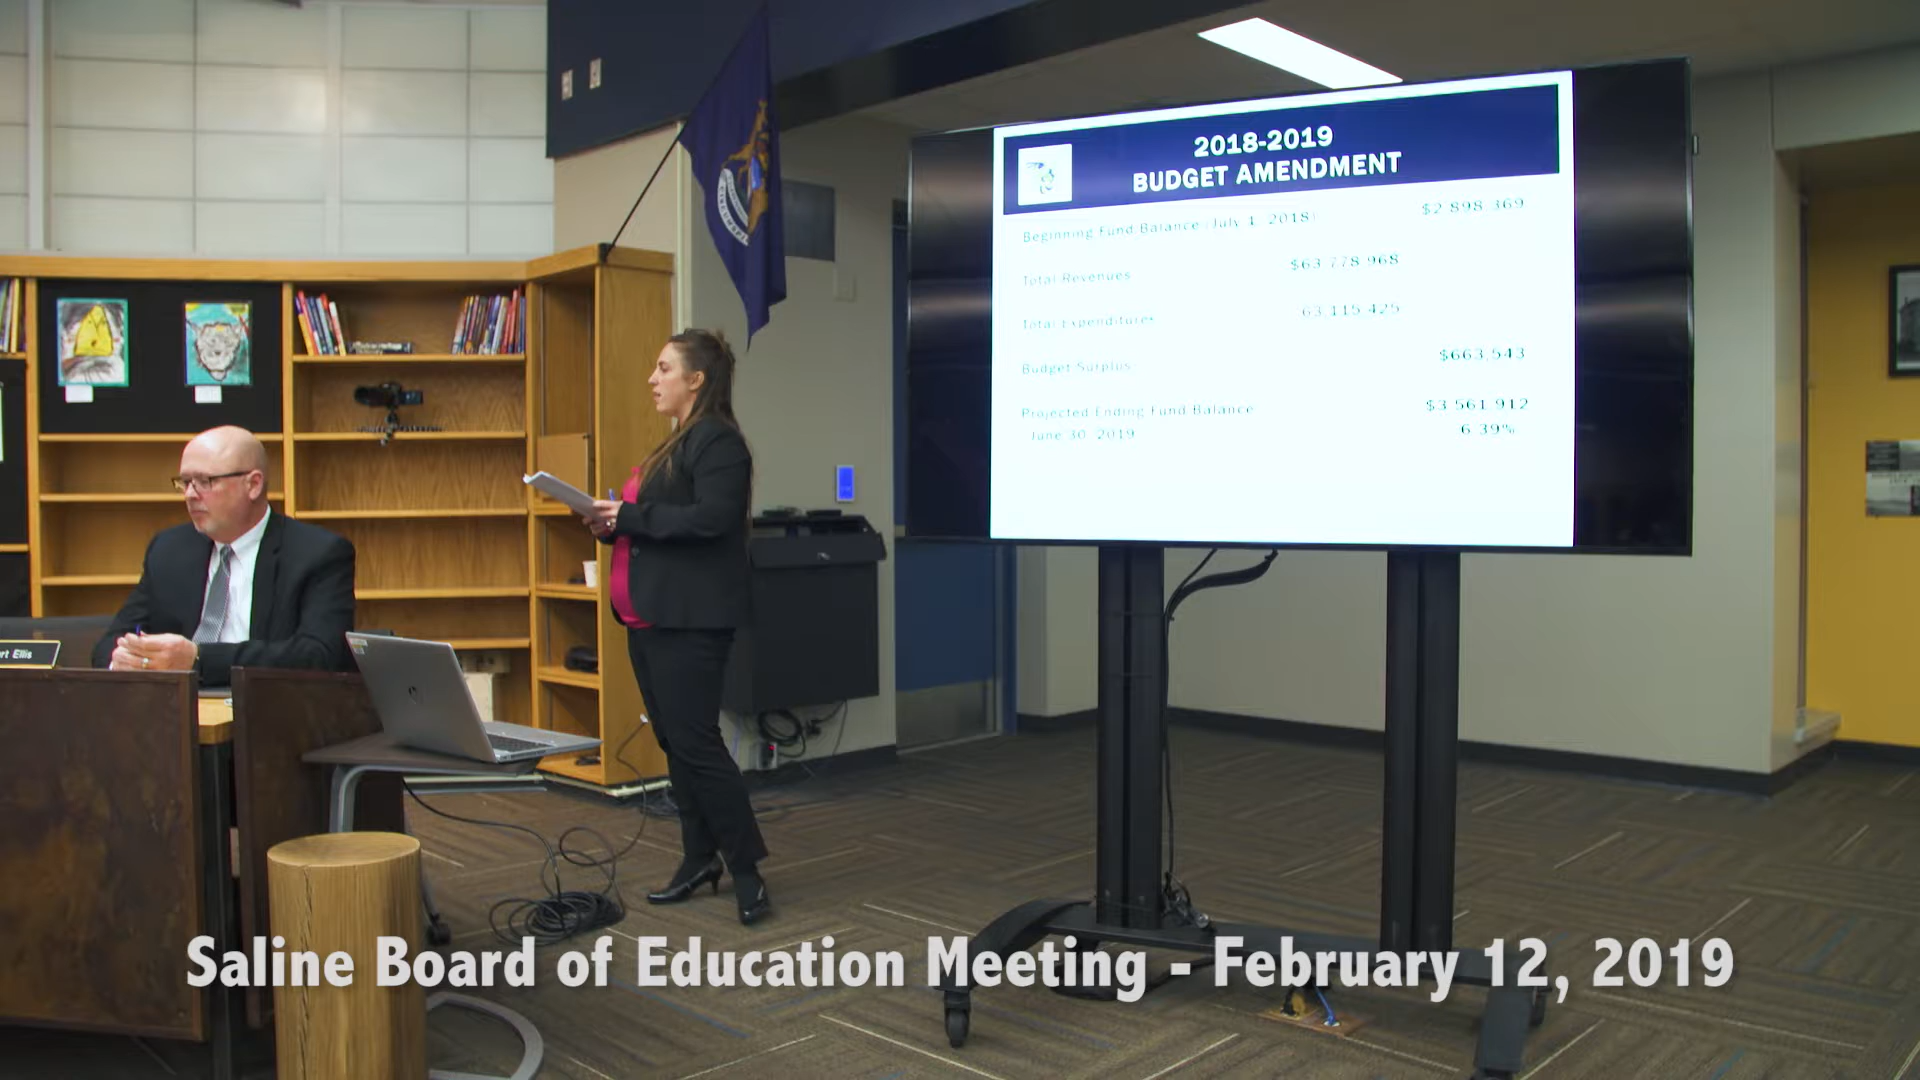 2018-2019
BUDGET AMENDMENT
Beginning Fund Balance (July 1, 2018) $2,898,369
Total Revenues $63,778,968
Total Expenditures 63,115,425
Budget Surplus $663,543
Projected Ending Fund Balance $3,561,912
June 30, 2019 6.39%
rt Ellis
Saline Board of Education Meeting - February 12, 2019